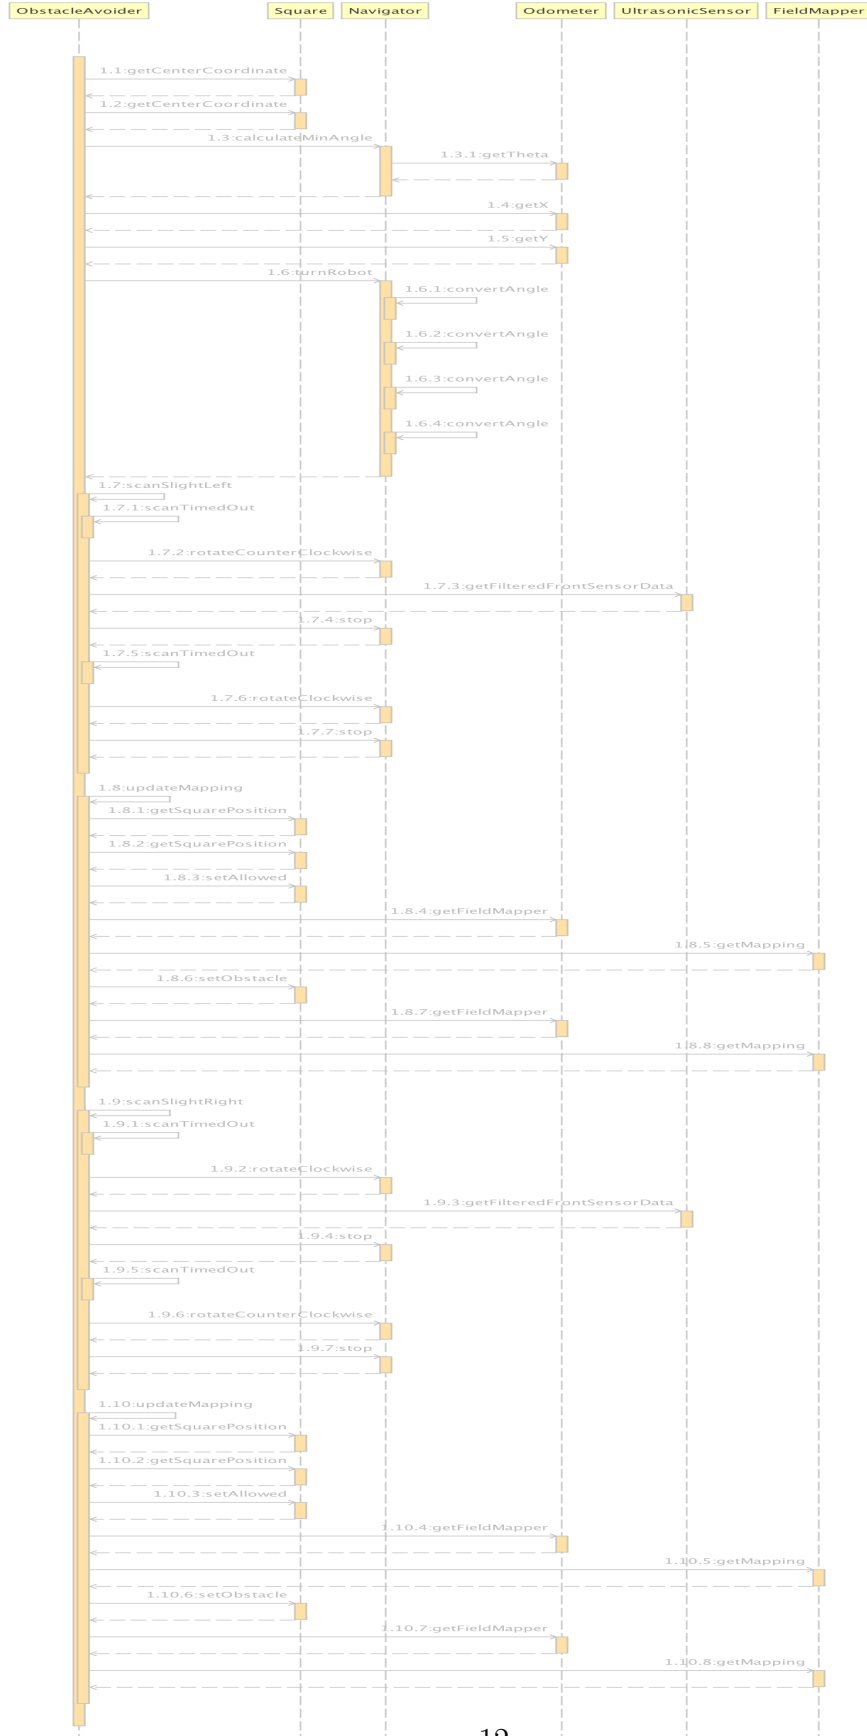 ObstacleAvoider Square Navigator Odometer UltrasonicSensor FieldMapper
1.1:getCenterCoordinate
1.2:getCenterCoordinate
1.3:calculateMinAngle
1.3.1:getTheta
1.4:getX
1.5:getY
1.6:turnRobot
1.6.1:convertAngle
1.6.2:convertAngle
1.6.3:convertAngle
1.6.4:convertAngle
1.7:scanSlightLeft
1.7.1:scanTimedOut
1.7.2:rotateCounterClockwise
1.7.3:getFilteredFrontSensorData
1.7.4:stop
1.7.5:scanTimedOut
1.7.6:rotateClockwise
1.7.7:stop
1.8:updateMapping
1.8.1:getSquarePosition
1.8.2:getSquarePosition
1.8.3:setAllowed
1.8.4:getFieldMapper
1.8.5:getMapping
1.8.6:setObstacle
1.8.7:getFieldMapper
1.8.8:getMapping
1.9:scanSlightRight
1.9.1:scanTimedOut
1.9.2:rotateClockwise
1.9.3:getFilteredFrontSensorData
1.9.4:stop
1.9.5:scanTimedOut
1.9.6:rotateCounterClockwise
1.9.7:stop
1.10:updateMapping
1.10.1:getSquarePosition
1.10.2:getSquarePosition
1.10.3:setAllowed
1.10.4:getFieldMapper
1.10.5:getMapping
1.10.6:setObstacle
1.10.7:getFieldMapper
1.10.8:getMapping